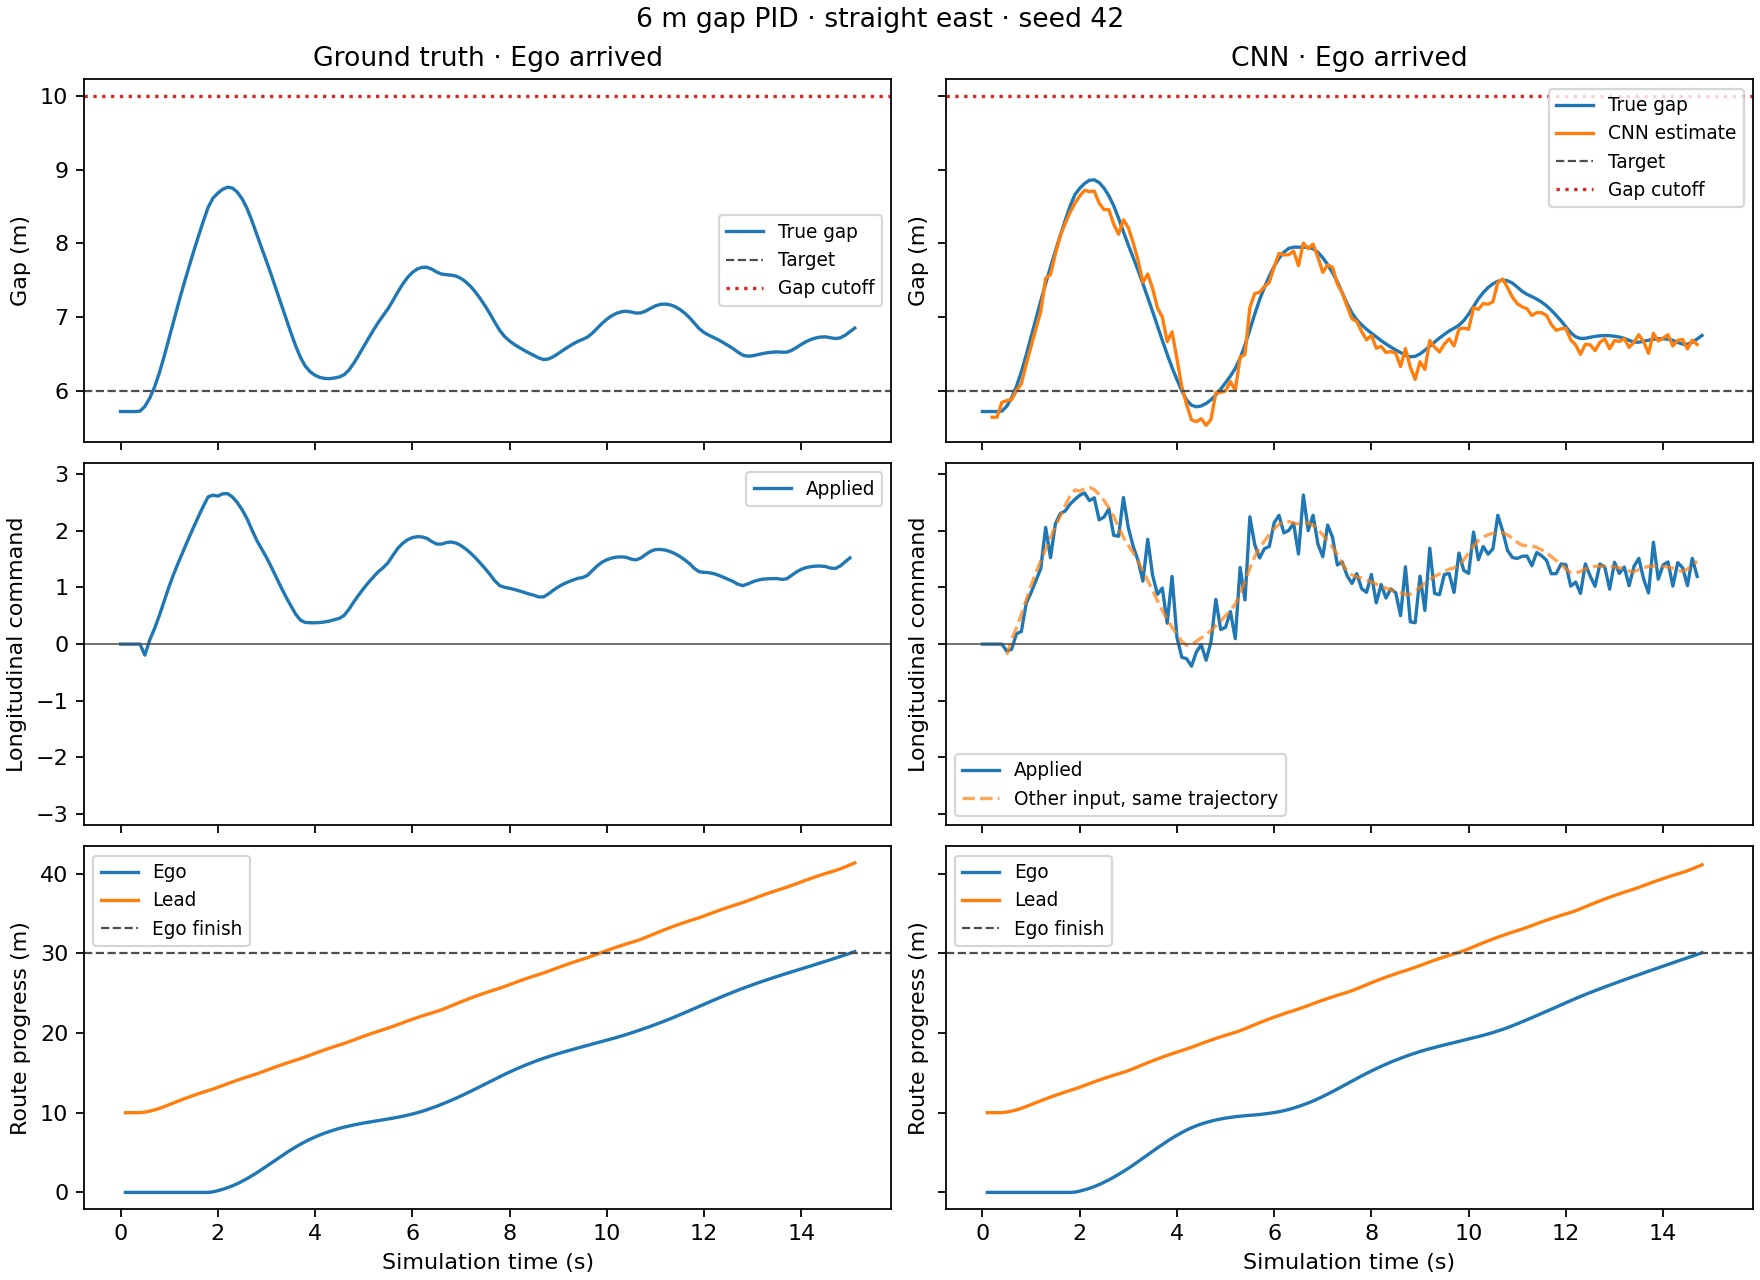 6 m gap PID · straight east · seed 42
Ground truth · Ego arrived
Gap (m)
10
9
8
7
6
True gap
Target
Gap cutoff
CNN · Ego arrived
Gap (m)
True gap
CNN estimate
Target
Gap cutoff
Longitudinal command
3
2
1
0
−1
−2
−3
Applied
Longitudinal command
Applied
Other input, same trajectory
Route progress (m)
40
30
20
10
0
Ego
Lead
Ego finish
0 2 4 6 8 10 12 14
Simulation time (s)
Route progress (m)
Ego
Lead
Ego finish
0 2 4 6 8 10 12 14
Simulation time (s)